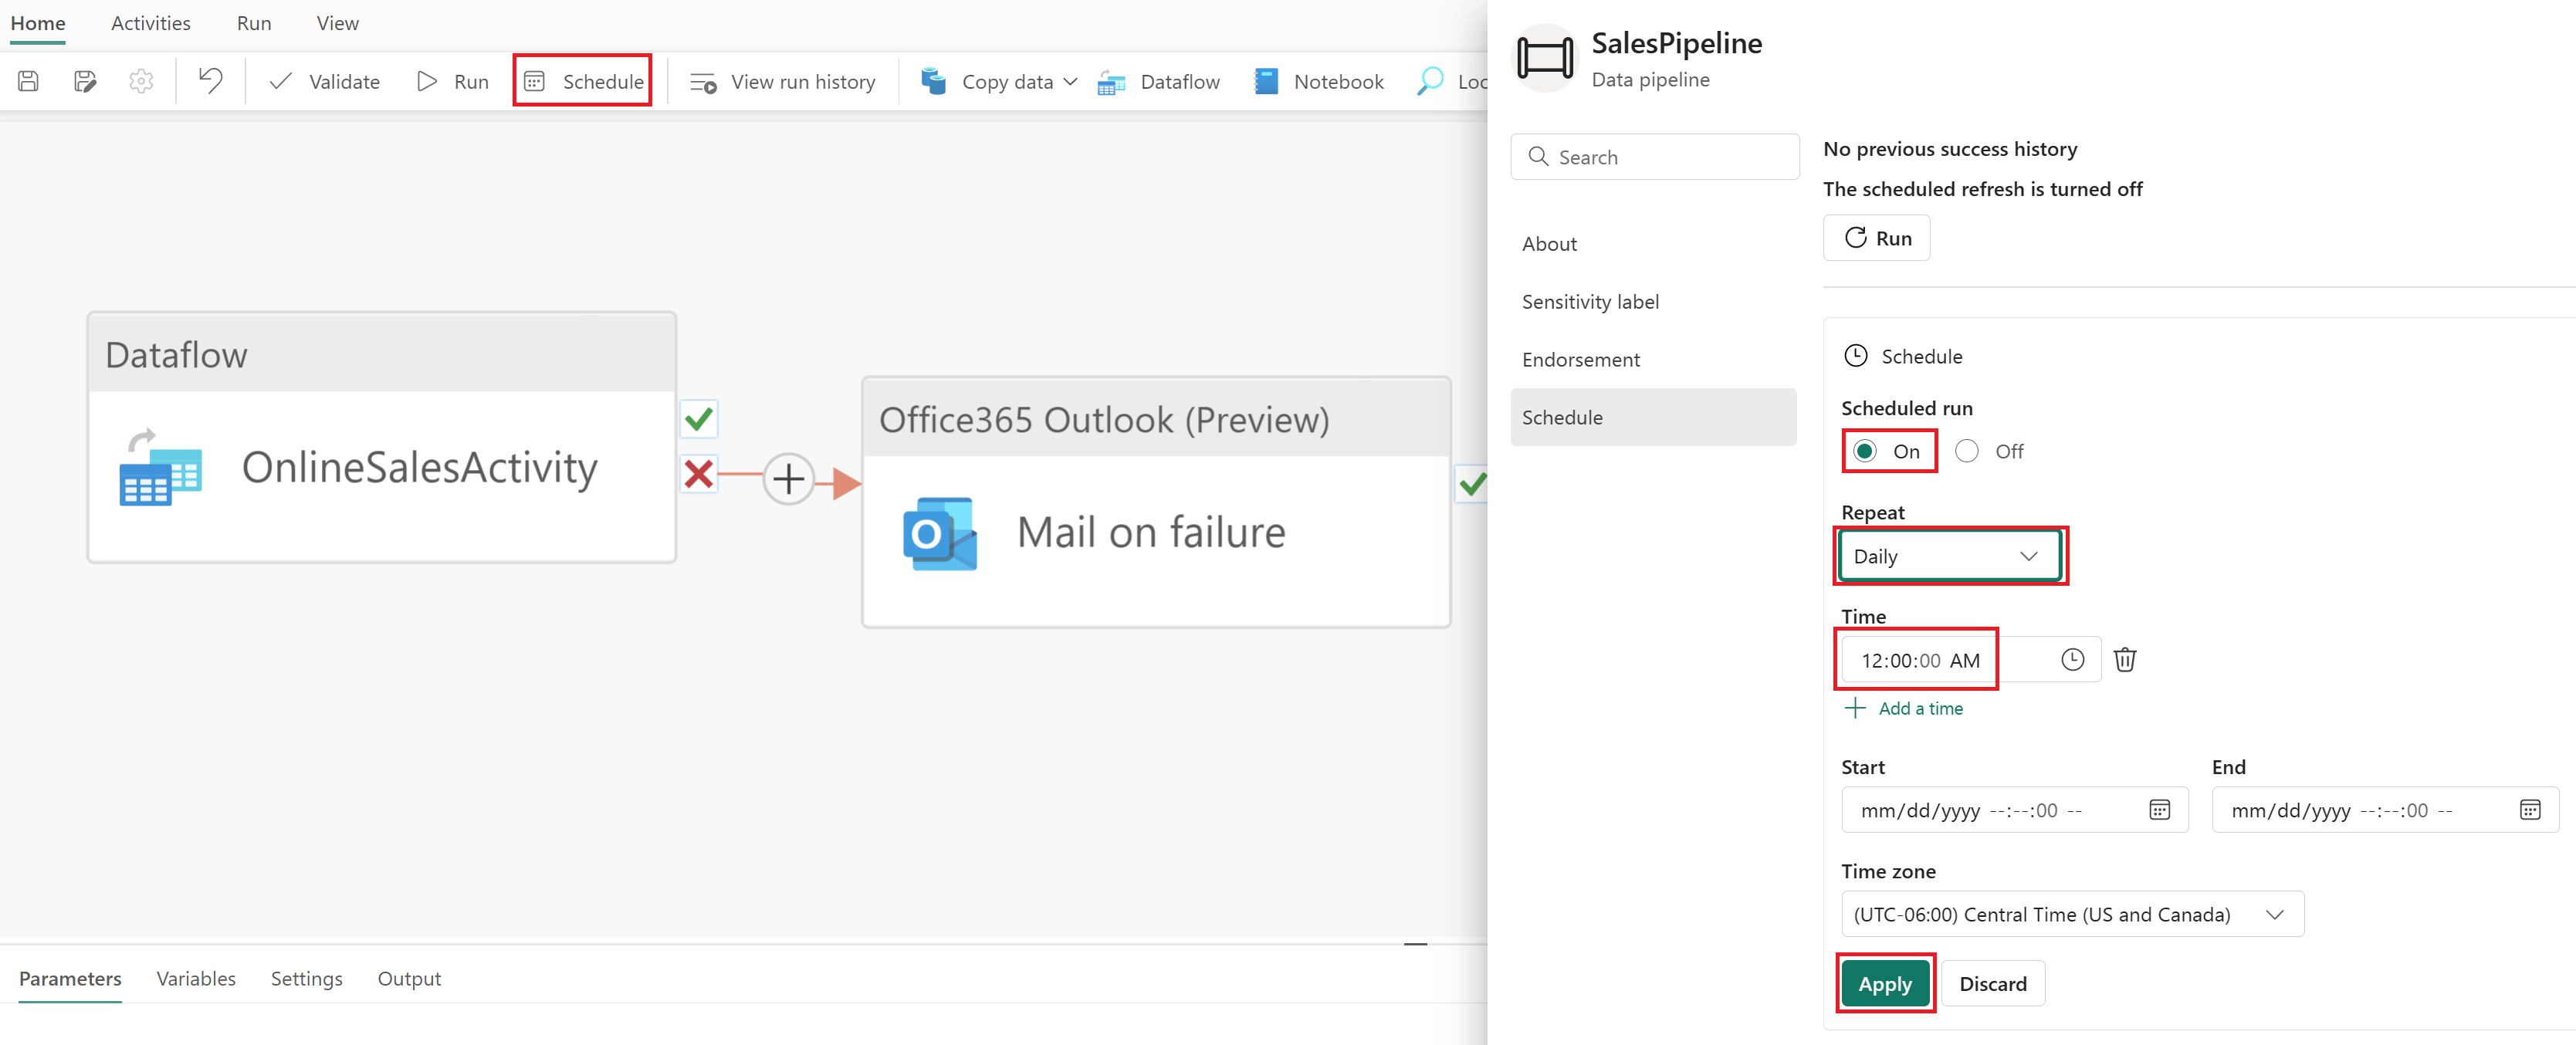 Home Activities Run View
Validate Run Schedule View run history Copy data Dataflow Notebook
Dataflow
OnlineSalesActivity
Office365 Outlook (Preview)
Mail on failure
Parameters Variables Settings Output
SalesPipeline
Data pipeline
Search
About
Sensitivity label
Endorsement
Schedule
No previous success history
The scheduled refresh is turned off
Run
Schedule
Scheduled run
On Off
Repeat
Daily
Time
12:00:00 AM
Add a time
Start End
mm/dd/yyyy --:--:00 -- mm/dd/yyyy --:--:00 --
Time zone
(UTC-06:00) Central Time (US and Canada)
Apply Discard